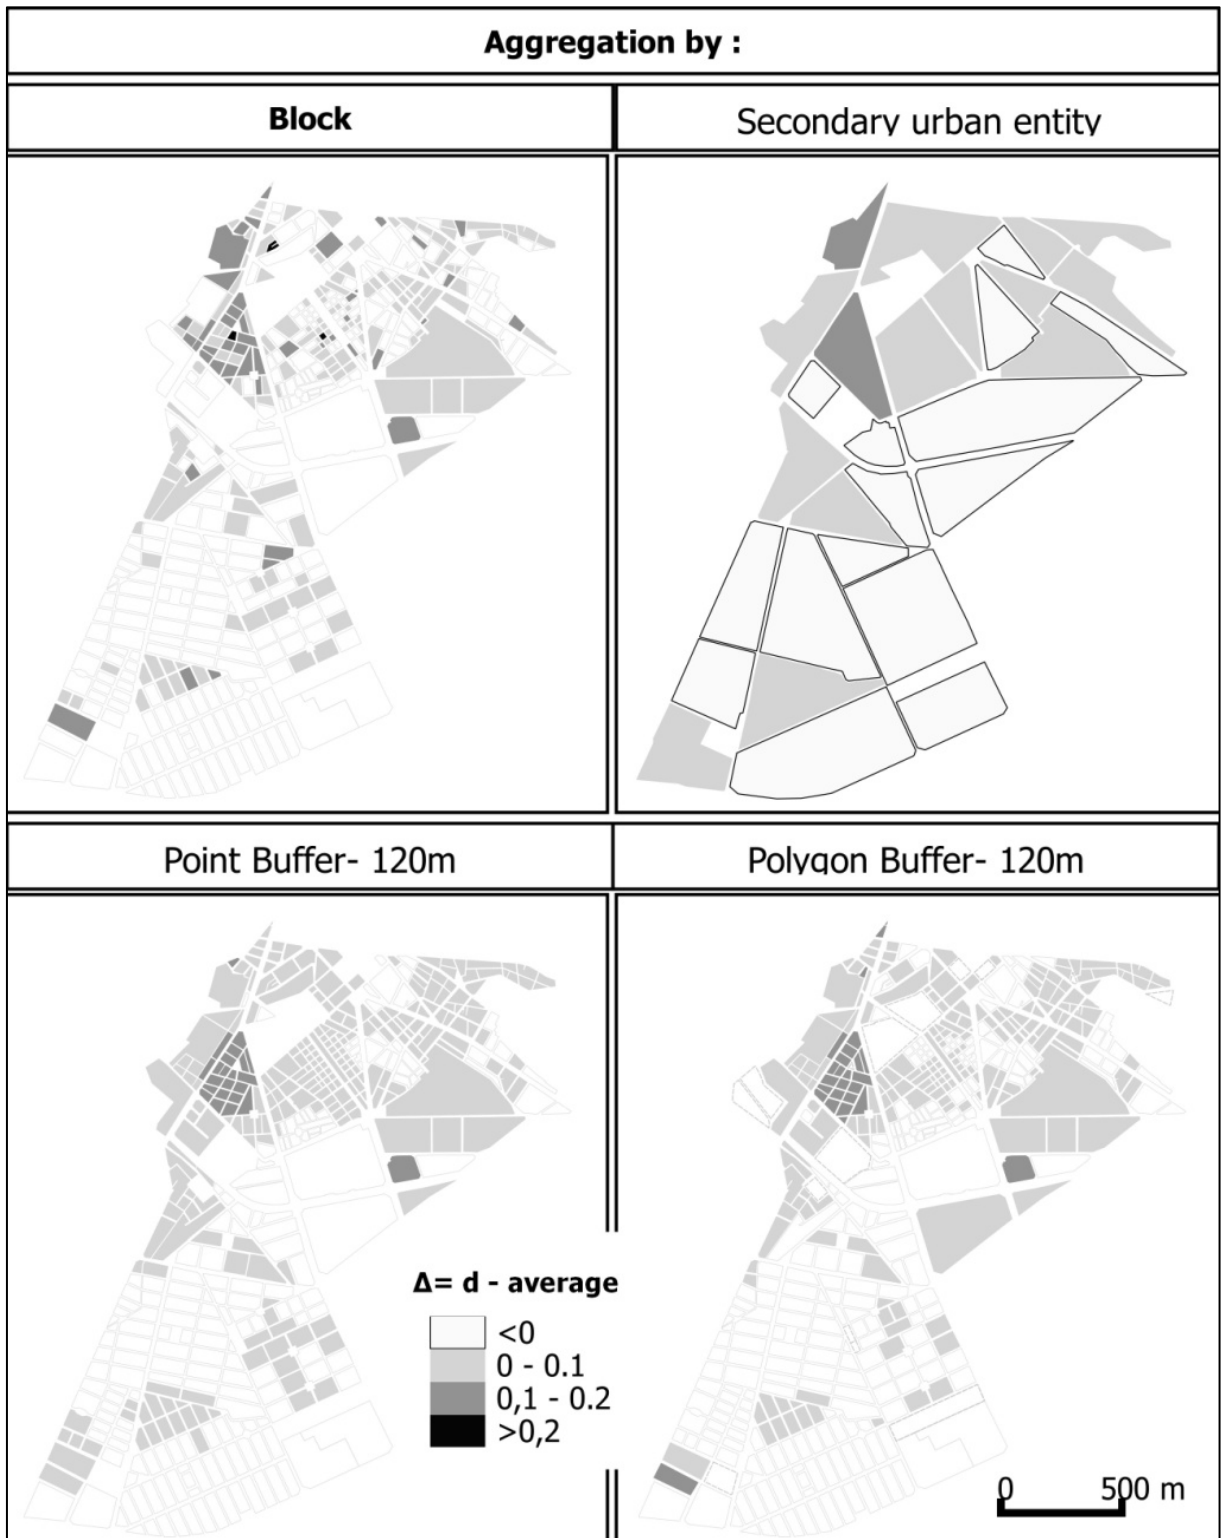 Aggregation by :
Block
Secondary urban entity
Point Buffer- 120m
Polygon Buffer- 120m
Δ= d - average
<0
0 - 0.1
0,1 - 0.2
>0,2
0 500 m